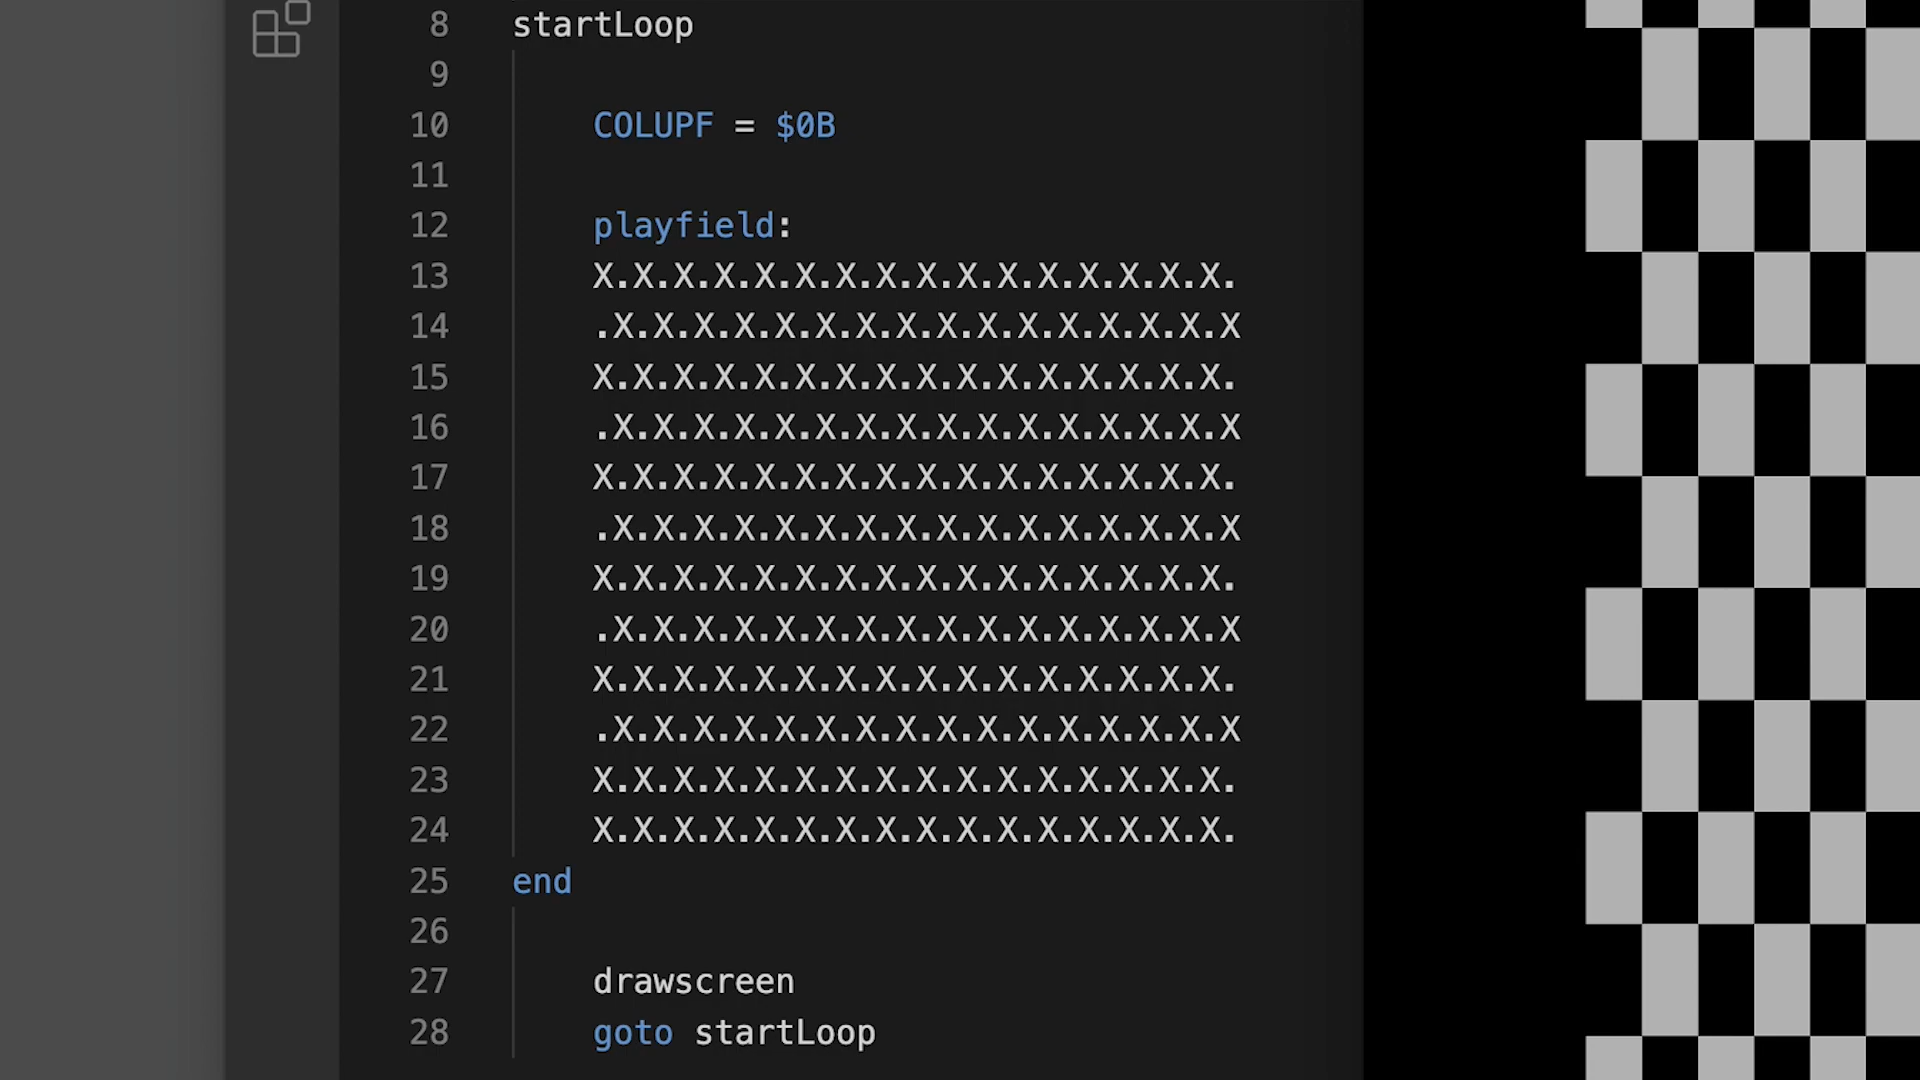 8 startLoop
9
10 COLUPF = $0B
11
12 playfield:
13 X.X.X.X.X.X.X.X.X.X.X.X.X.X.X.X.
14 .X.X.X.X.X.X.X.X.X.X.X.X.X.X.X.X
15 X.X.X.X.X.X.X.X.X.X.X.X.X.X.X.X.
16 .X.X.X.X.X.X.X.X.X.X.X.X.X.X.X.X
17 X.X.X.X.X.X.X.X.X.X.X.X.X.X.X.X.
18 .X.X.X.X.X.X.X.X.X.X.X.X.X.X.X.X
19 X.X.X.X.X.X.X.X.X.X.X.X.X.X.X.X.
20 .X.X.X.X.X.X.X.X.X.X.X.X.X.X.X.X
21 X.X.X.X.X.X.X.X.X.X.X.X.X.X.X.X.
22 .X.X.X.X.X.X.X.X.X.X.X.X.X.X.X.X
23 X.X.X.X.X.X.X.X.X.X.X.X.X.X.X.X.
24 X.X.X.X.X.X.X.X.X.X.X.X.X.X.X.X.
25 end
26
27 drawscreen
28 goto startLoop